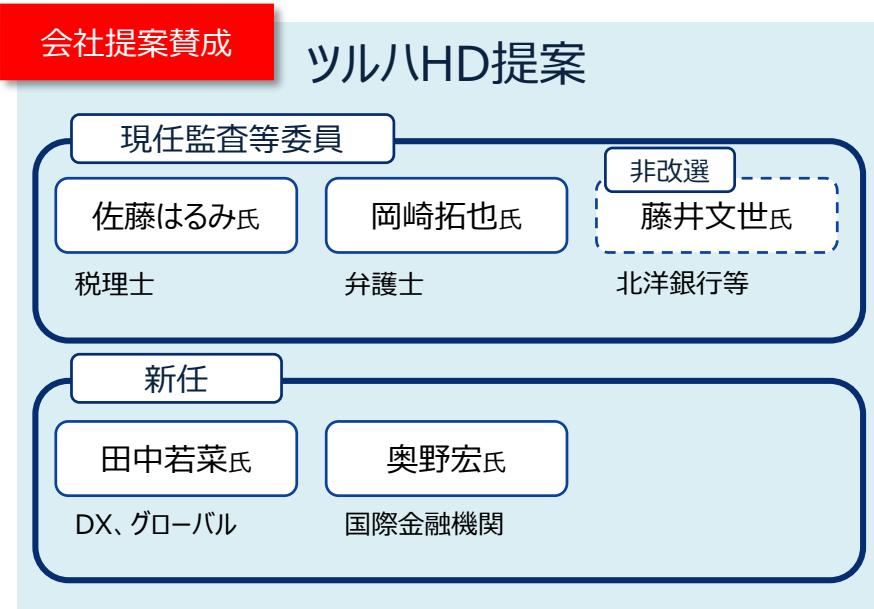 会社提案賛成
ツルハHD提案
現任監査等委員
非改選
佐藤はるみ氏
岡崎拓也氏
藤井文世氏
税理士
弁護士
北洋銀行等
新任
田中若菜氏
奥野宏氏
DX、グローバル
国際金融機関